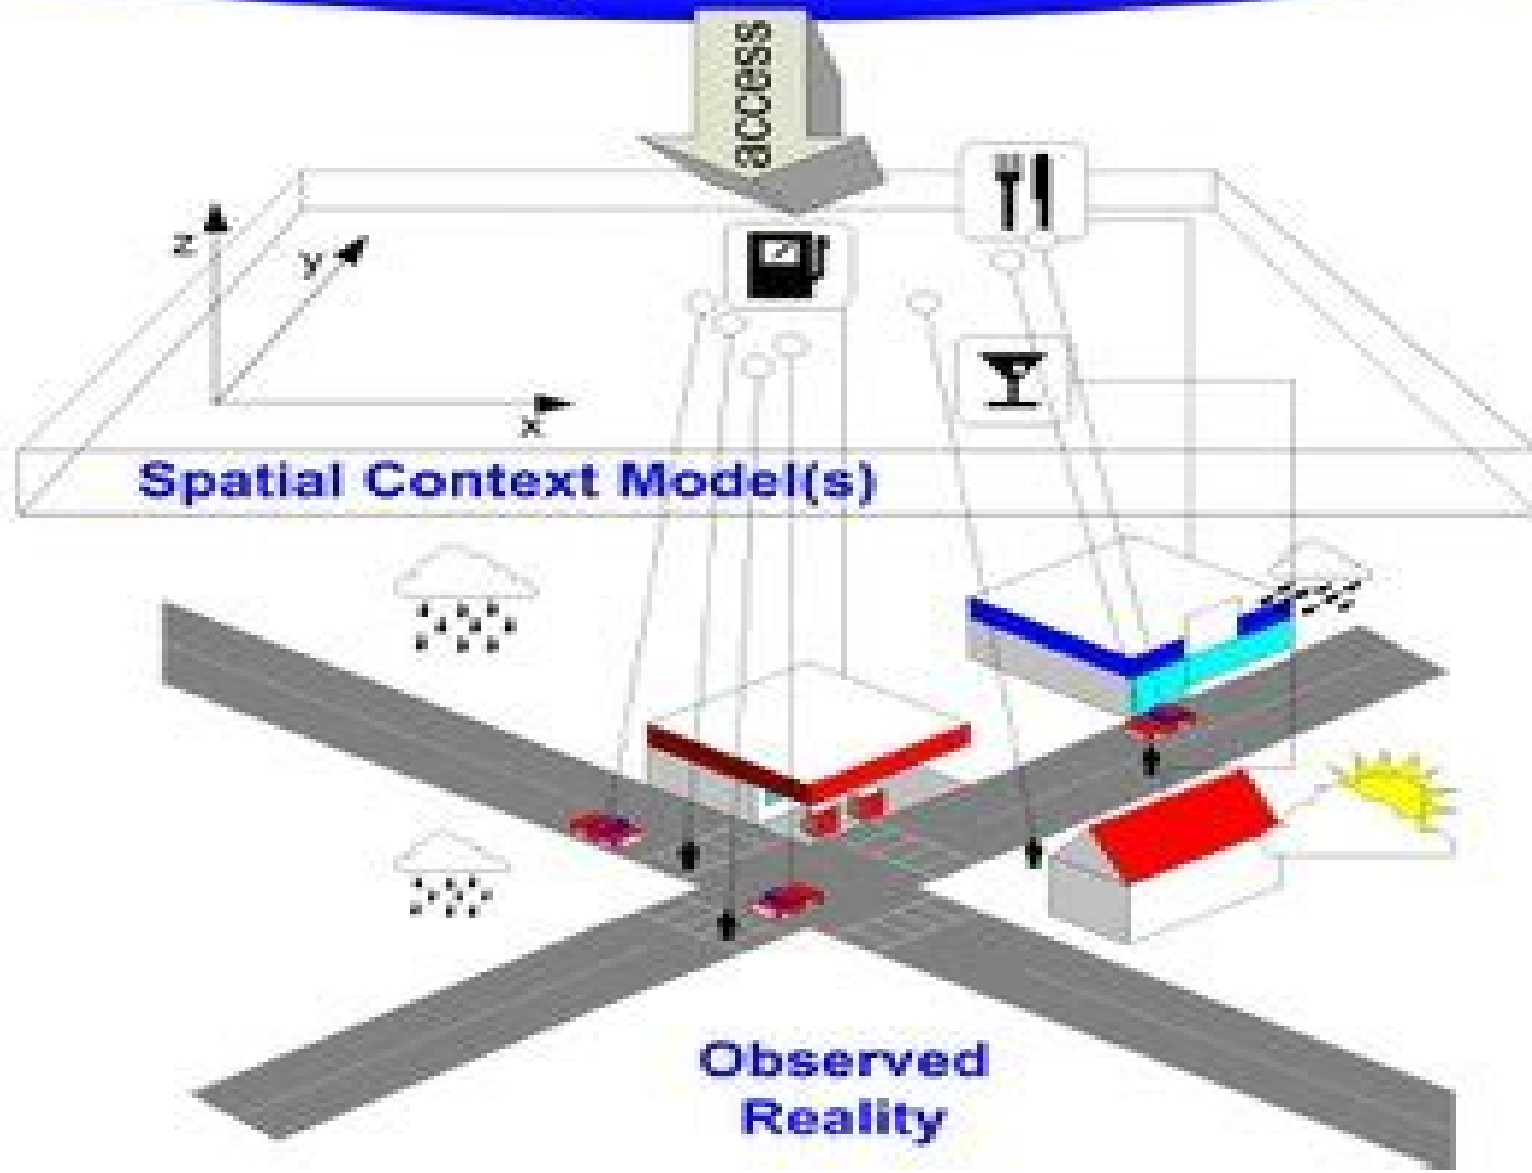 access
z
y
x
Spatial Context Model(s)
Observed
Reality